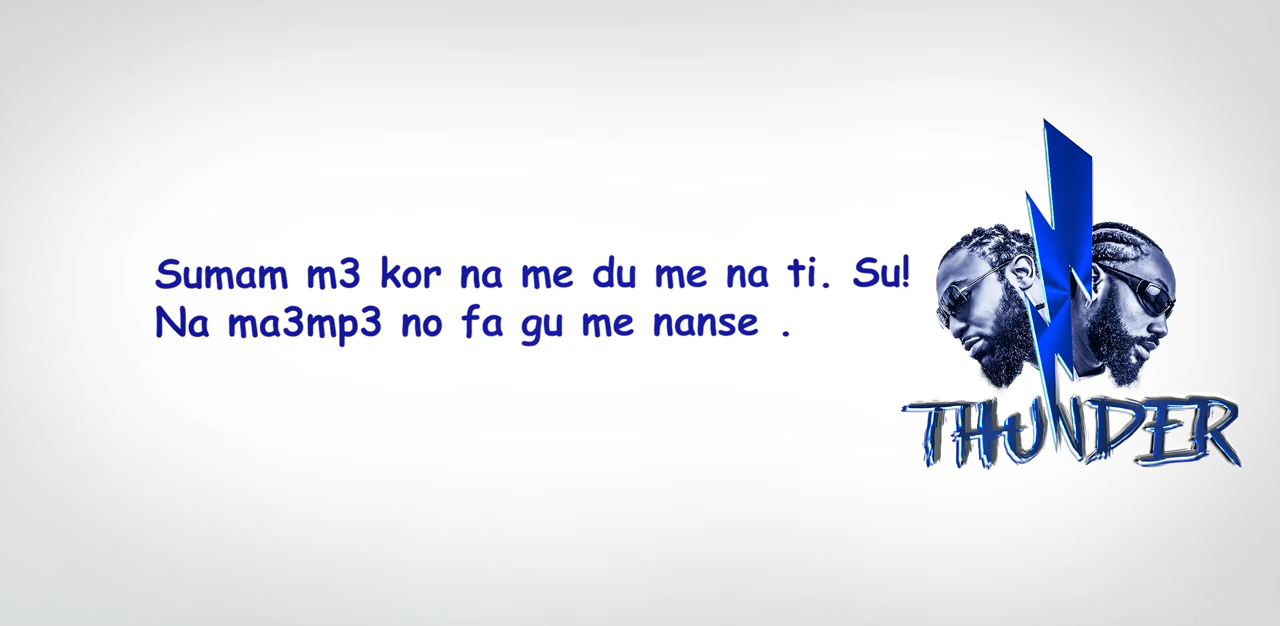 Sumam m3 kor na me du me na ti. Su!
Na ma3mp3 no fa gu me nanse .
THUNDER